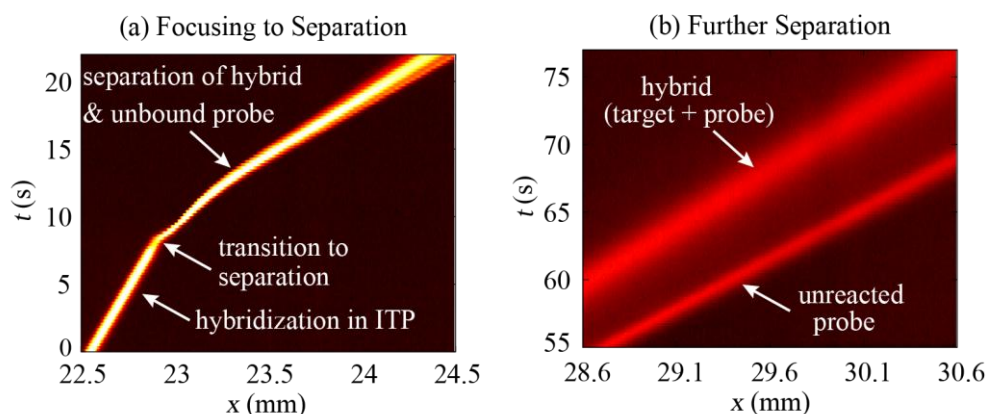 (a) Focusing to Separation
separation of hybrid
& unbound probe
transition to
separation
hybridization in ITP
t (s)
20
15
10
5
0
22.5 23 23.5 24 24.5
x (mm)
(b) Further Separation
hybrid
(target + probe)
unreacted
probe
t (s)
75
70
65
60
55
28.6 29.1 29.6 30.1 30.6
x (mm)